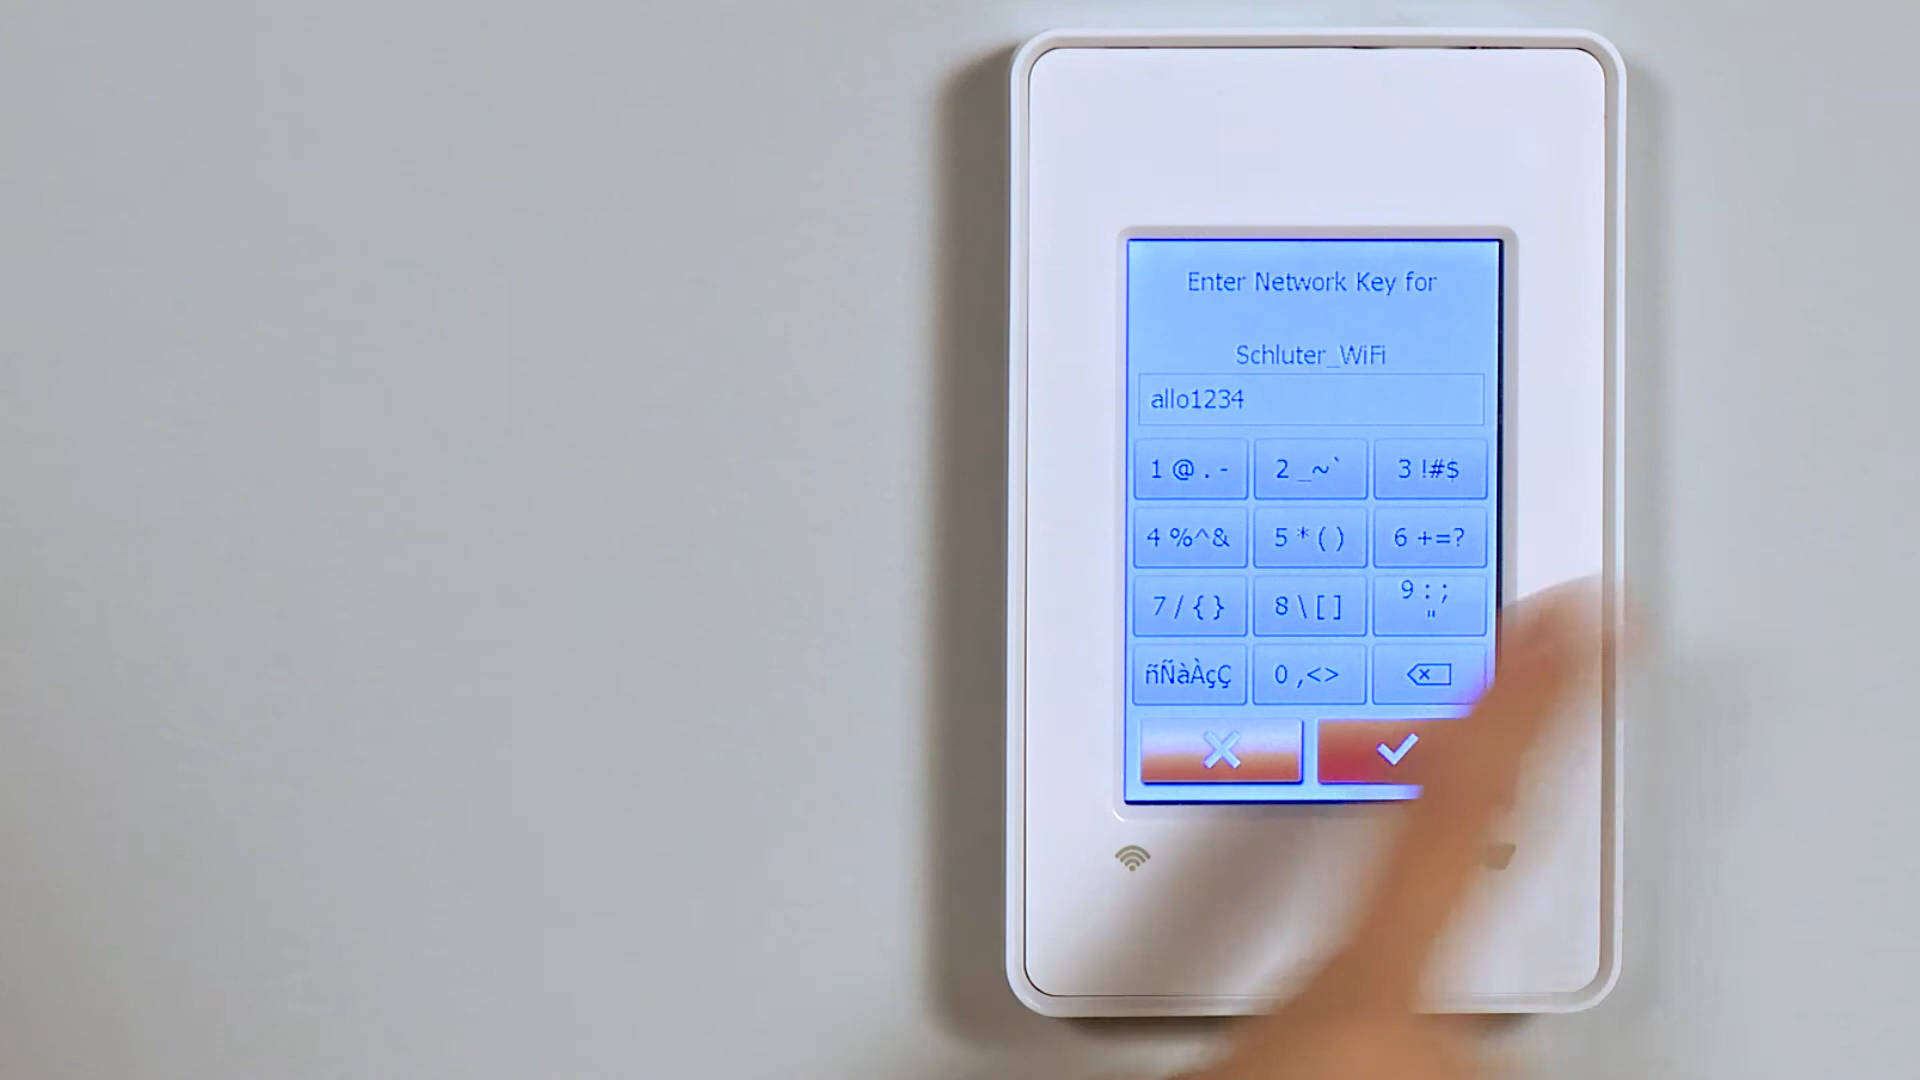 Enter Network Key for
Schluter_WiFi
allo1234
1 @ . -
2 _~`
3 !#$
4 %^&
5 * ( )
6 +=?
7 / { }
8 \ [ ]
9 : ; "
ñÑàÀçÇ
0 ,<>